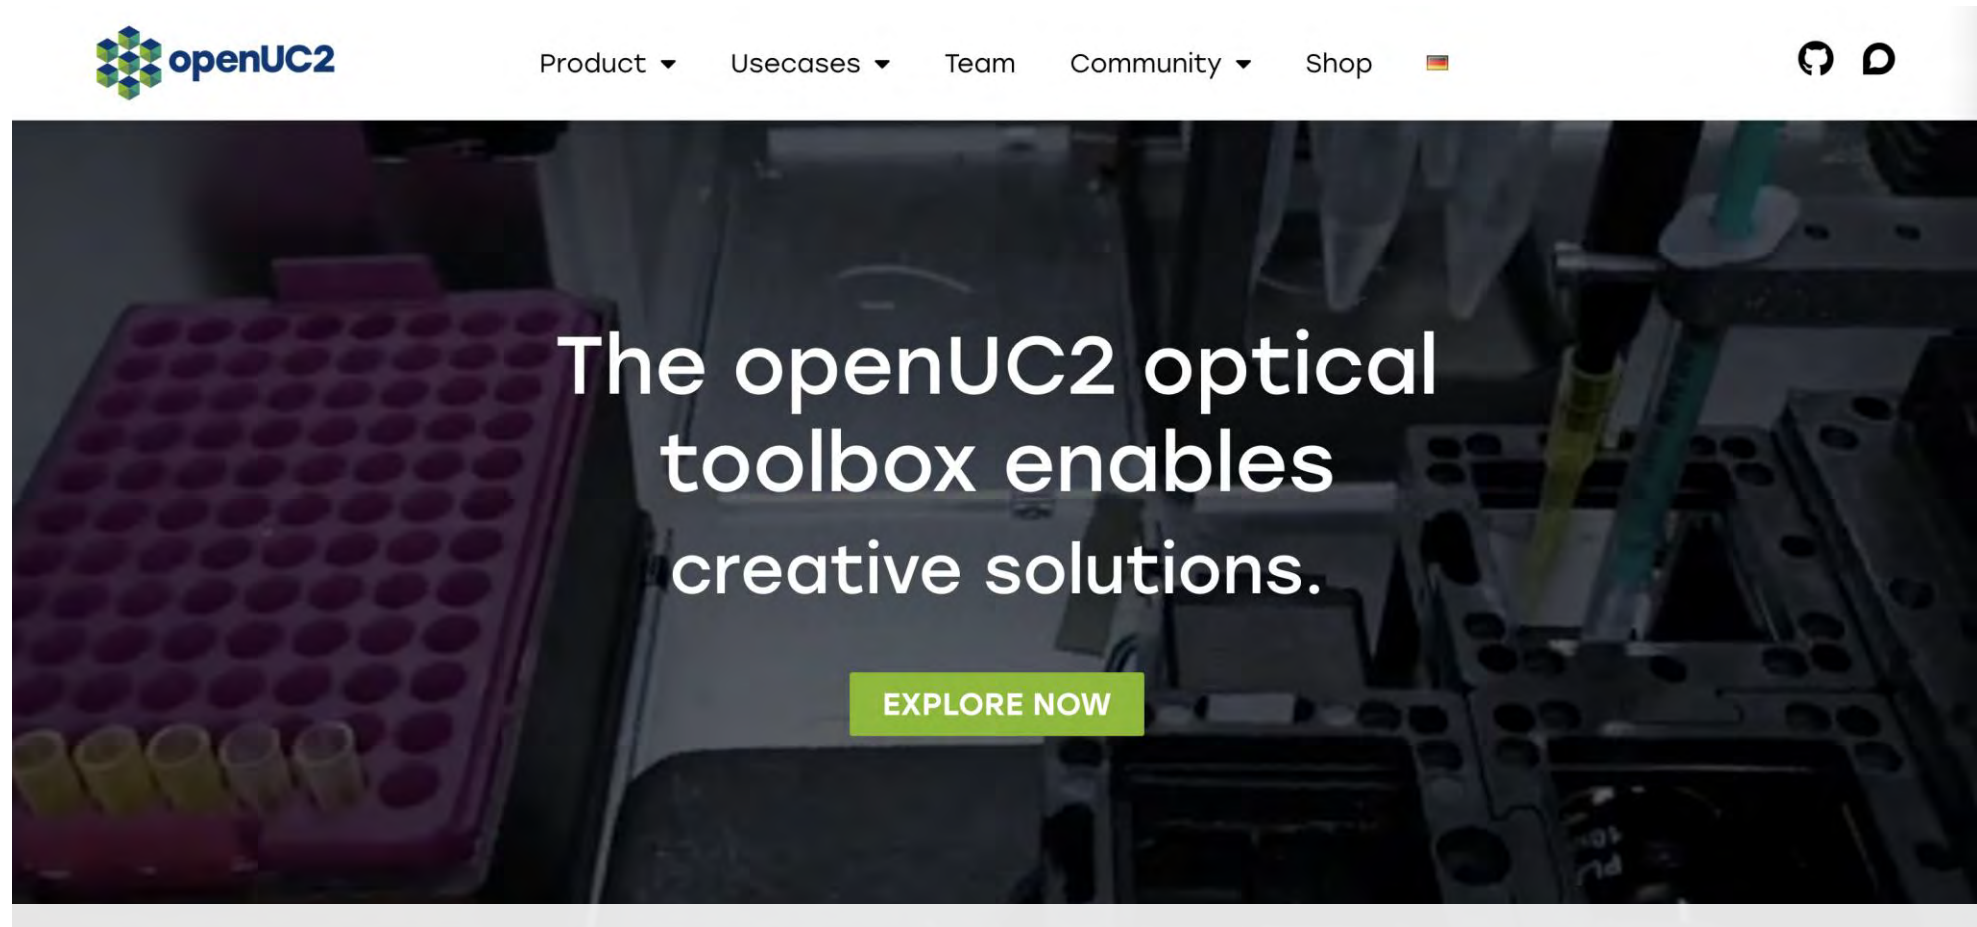 openUC2
Product Usecases Team Community Shop
The openUC2 optical
toolbox enables
creative solutions.
EXPLORE NOW